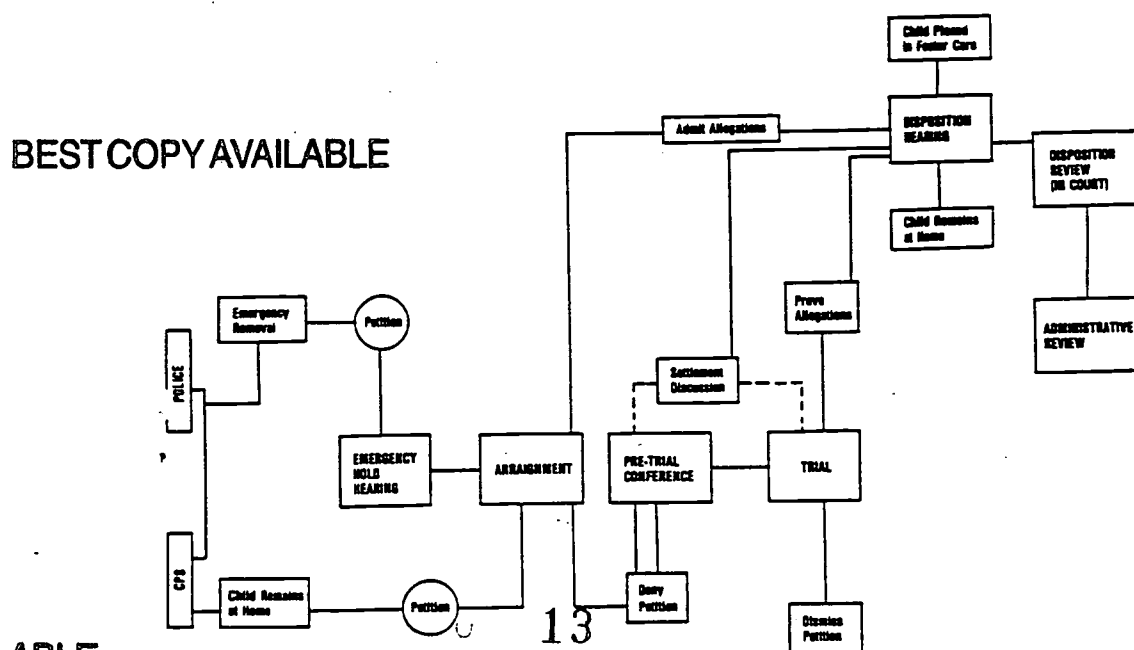 Child Placed
in Foster Care
BEST COPY AVAILABLE
Admit Allegations
DISPOSITION
HEARING
DISPOSITION
REVIEW
(IN COURT)
Child Remains
at Home
Emergency
Removal
Petition
Prove
Allegations
ADMINISTRATIVE
REVIEW
POLICE
Settlement
Discussion
EMERGENCY
HOLD
HEARING
ARRAIGNMENT
PRE-TRIAL
CONFERENCE
TRIAL
CPS
Child Remains
at Home
Petition
Deny
Petition
13
Dismiss
Petition